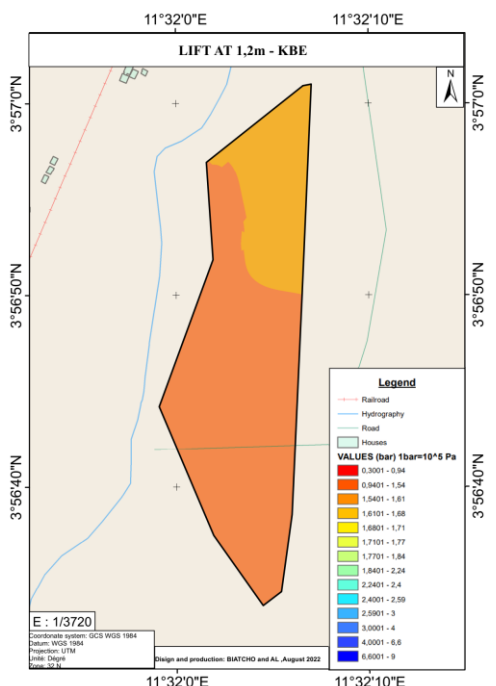 11°32'0"E 11°32'10"E
LIFT AT 1,2m - KBE
N
3°57'0"N 3°57'0"N
3°56'50"N 3°56'50"N
3°56'40"N 3°56'40"N
Legend
Railroad
Hydrography
Road
Houses
VALUES (bar) 1bar=10^5 Pa
0,3001 - 0,94
0,9401 - 1,54
1,5401 - 1,61
1,6101 - 1,68
1,6801 - 1,71
1,7101 - 1,77
1,7701 - 1,84
1,8401 - 2,24
2,2401 - 2,4
2,4001 - 2,59
2,5901 - 3
3,0001 - 4
4,0001 - 6,6
6,6001 - 9
E : 1/3720
Coordonate system: GCS WGS 1984
Datum: WGS 1984
Projection: UTM
Unité: Dégré
Zone: 32 N
Disign and production: BIATCHO and AL ,August 2022
11°32'0"E 11°32'10"E